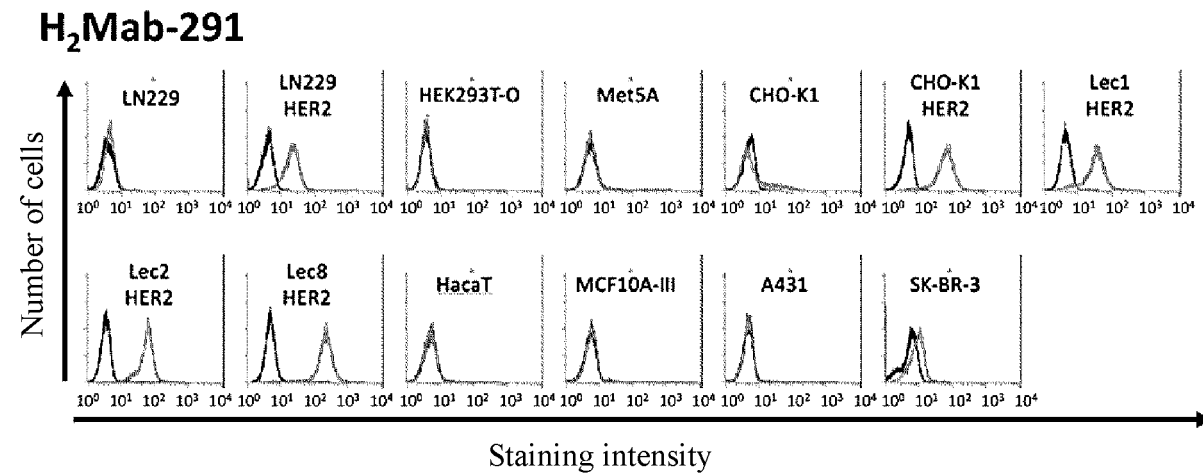 H₂Mab-291
Number of cells
LN229
LN229
HER2
HEK293T-O
Met5A
CHO-K1
CHO-K1
HER2
Lec1
HER2
10⁰ 10¹ 10² 10³ 10⁴
10⁰ 10¹ 10² 10³ 10⁴
10⁰ 10¹ 10² 10³ 10⁴
10⁰ 10¹ 10² 10³ 10⁴
10⁰ 10¹ 10² 10³ 10⁴
10⁰ 10¹ 10² 10³ 10⁴
10⁰ 10¹ 10² 10³ 10⁴
Lec2
HER2
Lec8
HER2
HacaT
MCF10A-III
A431
SK-BR-3
10⁰ 10¹ 10² 10³ 10⁴
10⁰ 10¹ 10² 10³ 10⁴
10⁰ 10¹ 10² 10³ 10⁴
10⁰ 10¹ 10² 10³ 10⁴
10⁰ 10¹ 10² 10³ 10⁴
10⁰ 10¹ 10² 10³ 10⁴
Staining intensity